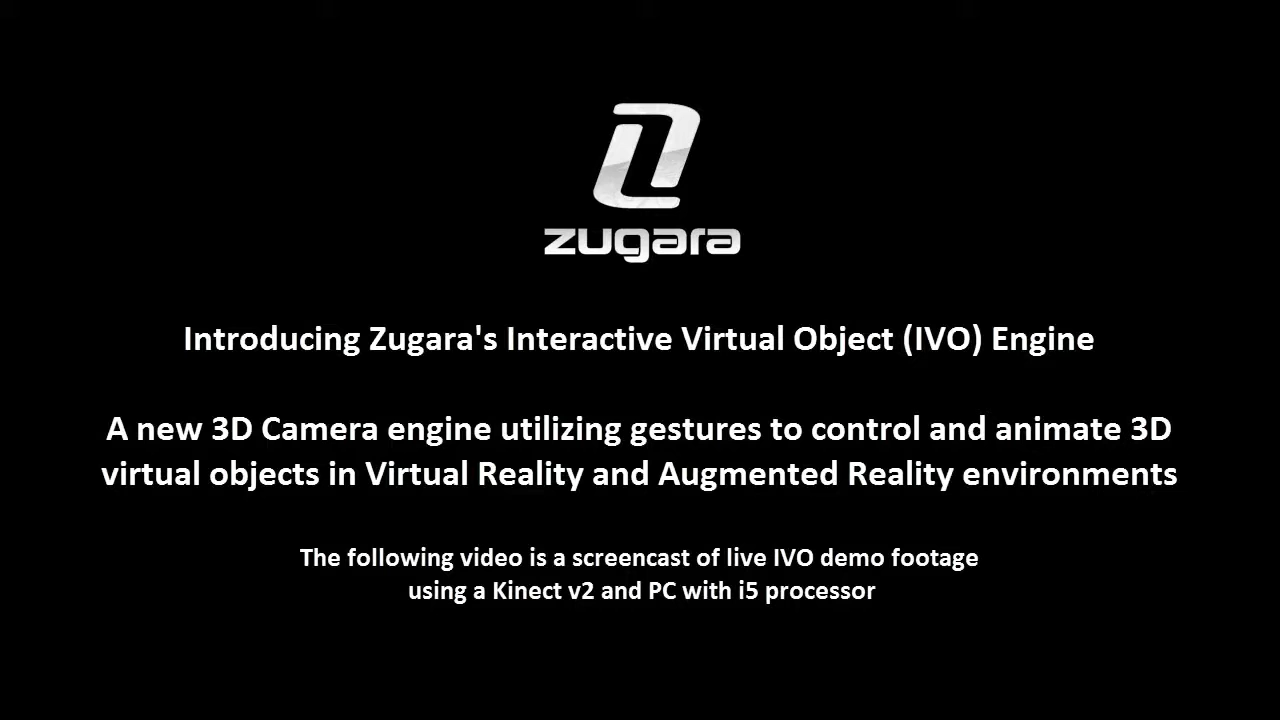 zugara
Introducing Zugara's Interactive Virtual Object (IVO) Engine
A new 3D Camera engine utilizing gestures to control and animate 3D
virtual objects in Virtual Reality and Augmented Reality environments
The following video is a screencast of live IVO demo footage
using a Kinect v2 and PC with i5 processor